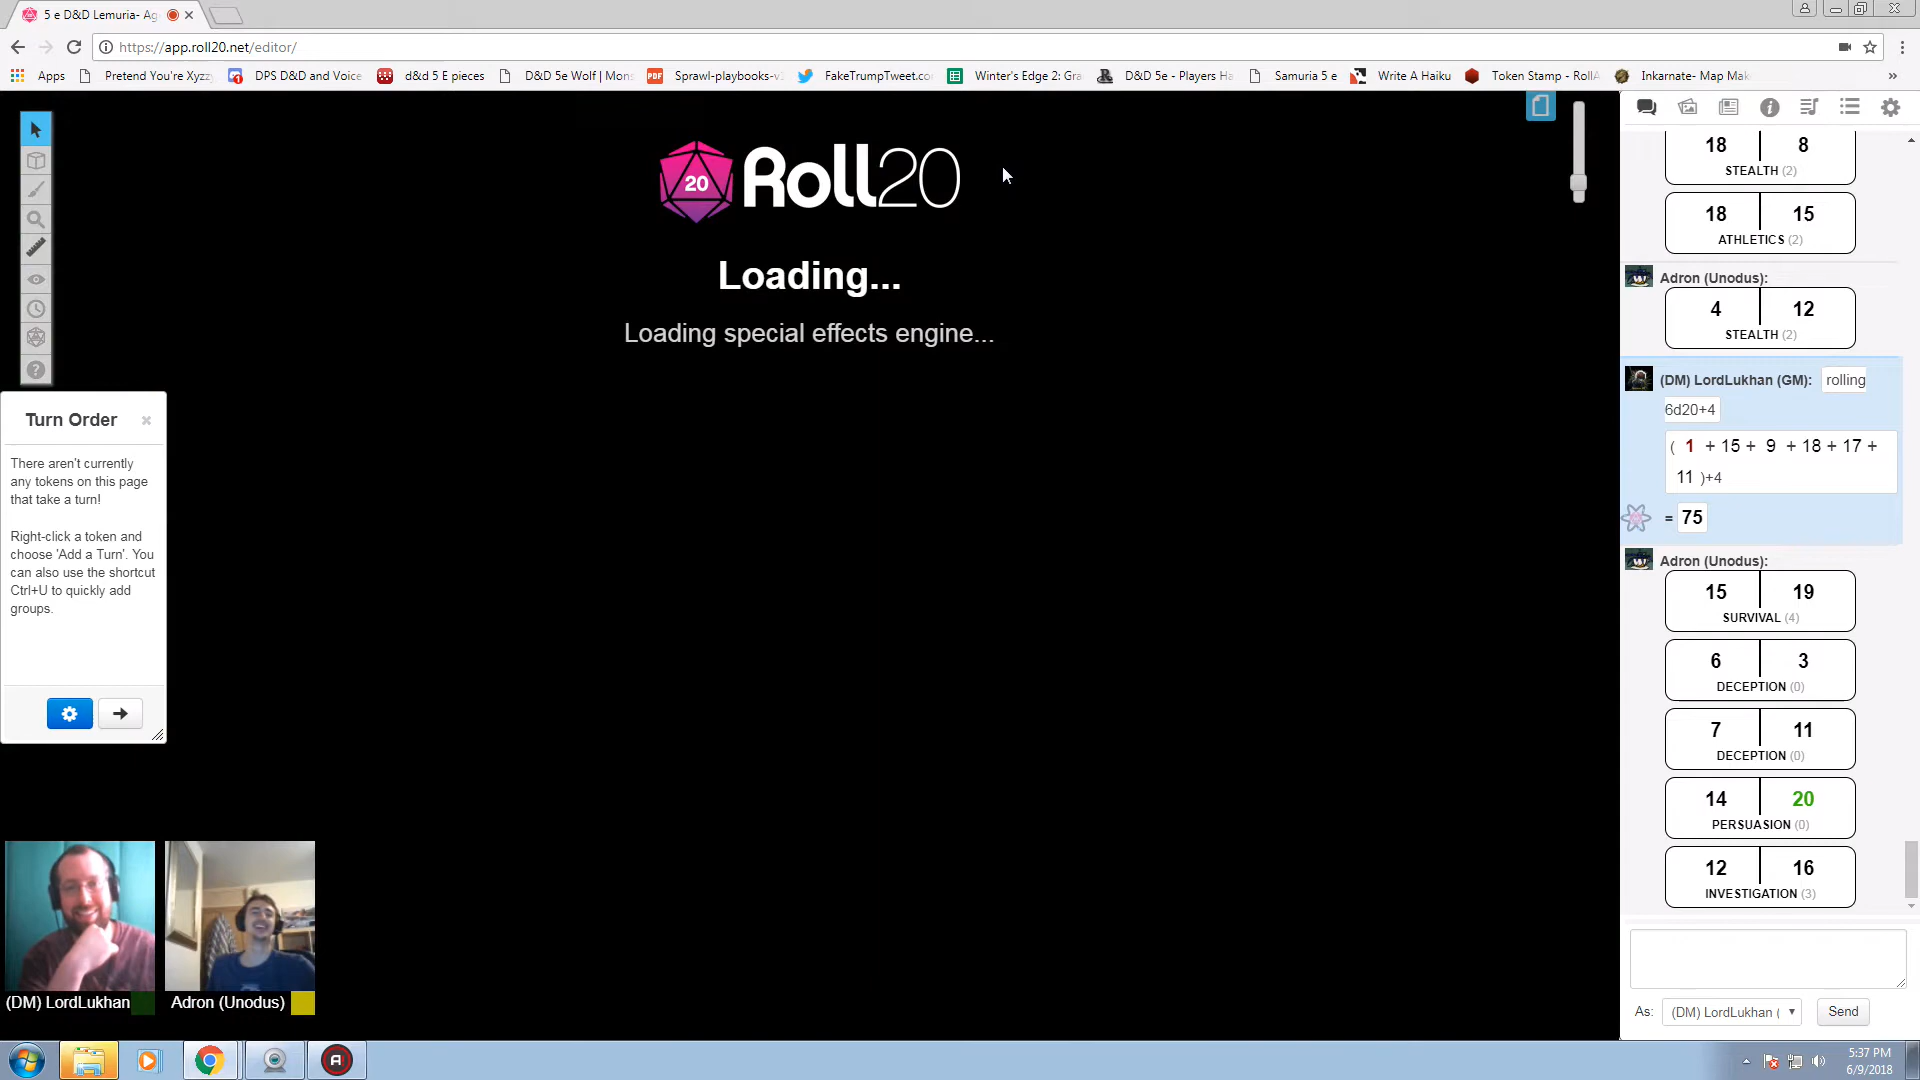 5 e D&D Lemuria- Ag
https://app.roll20.net/editor/
Apps
Pretend You're Xyzz
DPS D&D and Voice
d&d 5 E pieces
D&D 5e Wolf | Mons
PDF
Sprawl-playbooks-v
FakeTrumpTweet.co
Winter's Edge 2: Gra
D&D 5e - Players Ha
Samuria 5 e
Write A Haiku
Token Stamp - RollA
Inkarnate- Map Mak
»
20 Roll20
Loading...
Loading special effects engine...
Turn Order
There aren't currently
any tokens on this page
that take a turn!
Right-click a token and
choose 'Add a Turn'. You
can also use the shortcut
Ctrl+U to quickly add
groups.
(DM) LordLukhan
Adron (Unodus)
18 8
STEALTH (2)
18 15
ATHLETICS (2)
Adron (Unodus):
4 12
STEALTH (2)
(DM) LordLukhan (GM): rolling
6d20+4
( 1 + 15 + 9 + 18 + 17 +
11 )+4
= 75
Adron (Unodus):
15 19
SURVIVAL (4)
6 3
DECEPTION (0)
7 11
DECEPTION (0)
14 20
PERSUASION (0)
12 16
INVESTIGATION (3)
As: (DM) LordLukhan ( Send
5:37 PM
6/9/2018